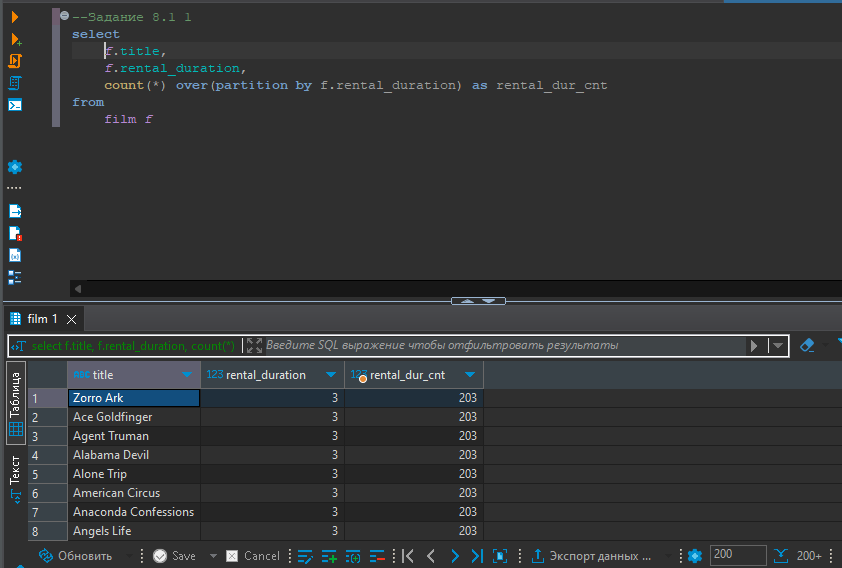 --Задание 8.1 1
select
f.title,
f.rental_duration,
count(*) over(partition by f.rental_duration) as rental_dur_cnt
from
film f
film 1
select f.title, f.rental_duration, count(*)
Введите SQL выражение чтобы отфильтровать результаты
Таблица
Текст
ABC title 123 rental_duration 123 rental_dur_cnt
1 Zorro Ark 3 203
2 Ace Goldfinger 3 203
3 Agent Truman 3 203
4 Alabama Devil 3 203
5 Alone Trip 3 203
6 American Circus 3 203
7 Anaconda Confessions 3 203
8 Angels Life 3 203
Обновить Save Cancel Экспорт данных ... 200 200+